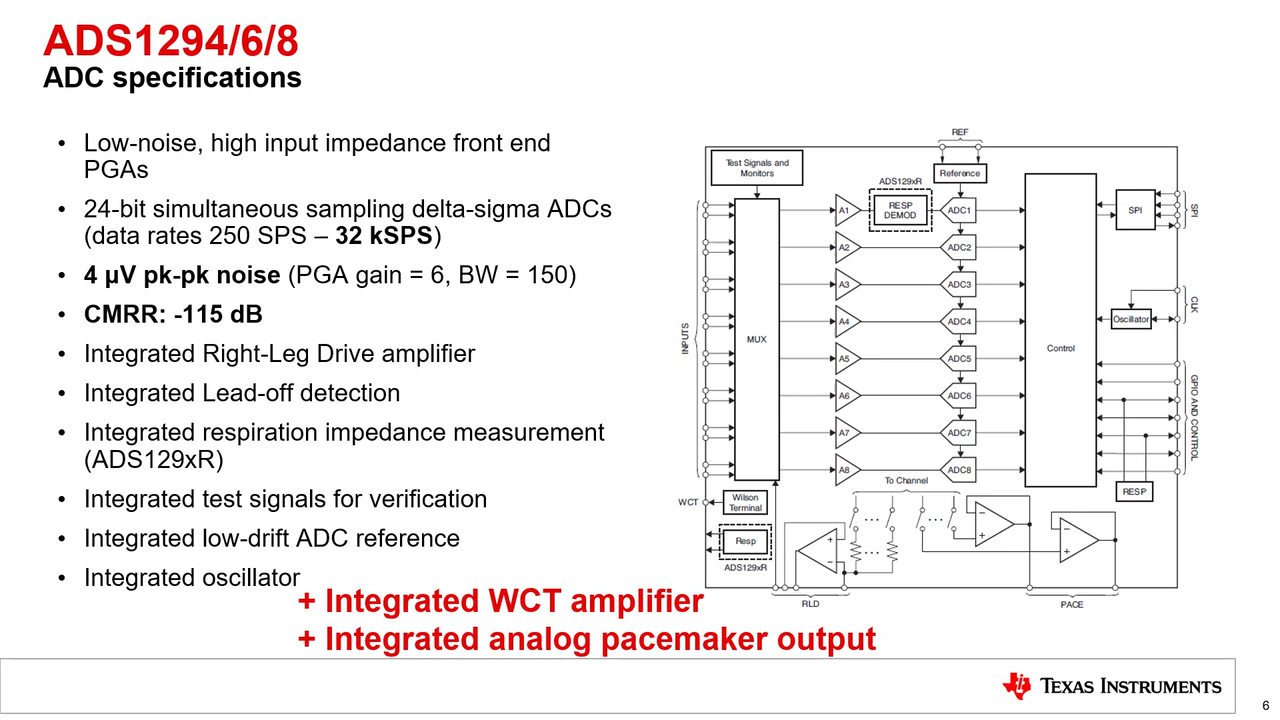 ADS1294/6/8
ADC specifications
• Low-noise, high input impedance front end
PGAs
• 24-bit simultaneous sampling delta-sigma ADCs
(data rates 250 SPS – 32 kSPS)
• 4 μV pk-pk noise (PGA gain = 6, BW = 150)
• CMRR: -115 dB
• Integrated Right-Leg Drive amplifier
• Integrated Lead-off detection
• Integrated respiration impedance measurement
(ADS129xR)
• Integrated test signals for verification
• Integrated low-drift ADC reference
• Integrated oscillator
+ Integrated WCT amplifier
+ Integrated analog pacemaker output
REF
Test Signals and
Monitors
Reference
ADS129xR
RESP
DEMOD
INPUTS
MUX
A1
A2
A3
A4
A5
A6
A7
A8
ADC1
ADC2
ADC3
ADC4
ADC5
ADC6
ADC7
ADC8
Control
SPI
SPI
Oscillator
CLK
GPIO AND CONTROL
RESP
To Channel
WCT
Wilson
Terminal
Resp
ADS129xR
− +
− +
+ −
RLD
PACE
TEXAS INSTRUMENTS
6